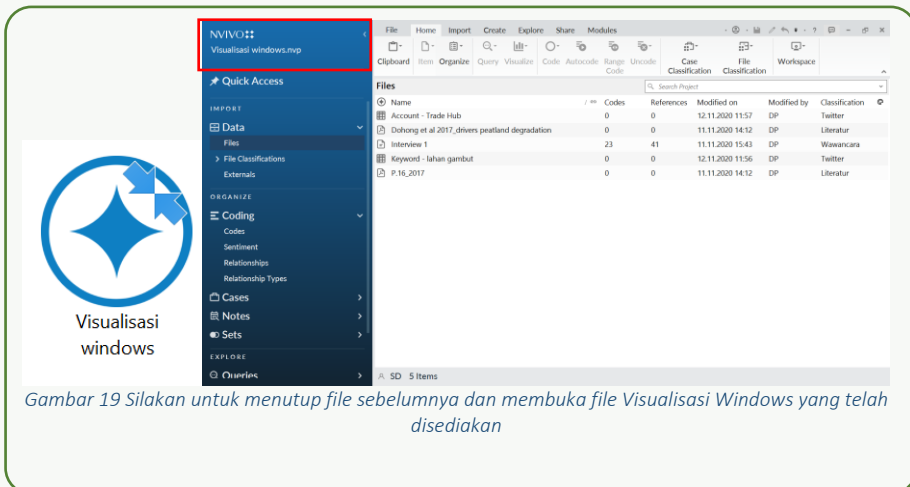 NVIVO
Visualisasi windows.nvp
Quick Access
IMPORT
Data
Files
File Classifications
Externals
ORGANIZE
Coding
Codes
Sentiment
Relationships
Relationship Types
Cases
Notes
Sets
EXPLORE
Queries
File Home Import Create Explore Share Modules
Clipboard Item Organize Query Visualize Code Autocode Range Code Uncode Case Classification File Classification Workspace
Files
Search Project
Name Codes References Modified on Modified by Classification
Account - Trade Hub 0 0 12.11.2020 11:57 DP Twitter
Dohong et al 2017_drivers peatland degradation 0 0 11.11.2020 14:12 DP Literatur
Interview 1 23 41 11.11.2020 15:43 DP Wawancara
Keyword - lahan gambut 0 0 12.11.2020 11:56 DP Twitter
P.16_2017 0 0 11.11.2020 14:12 DP Literatur
SD 5 Items
Visualisasi
windows
Gambar 19 Silakan untuk menutup file sebelumnya dan membuka file Visualisasi Windows yang telah
disediakan